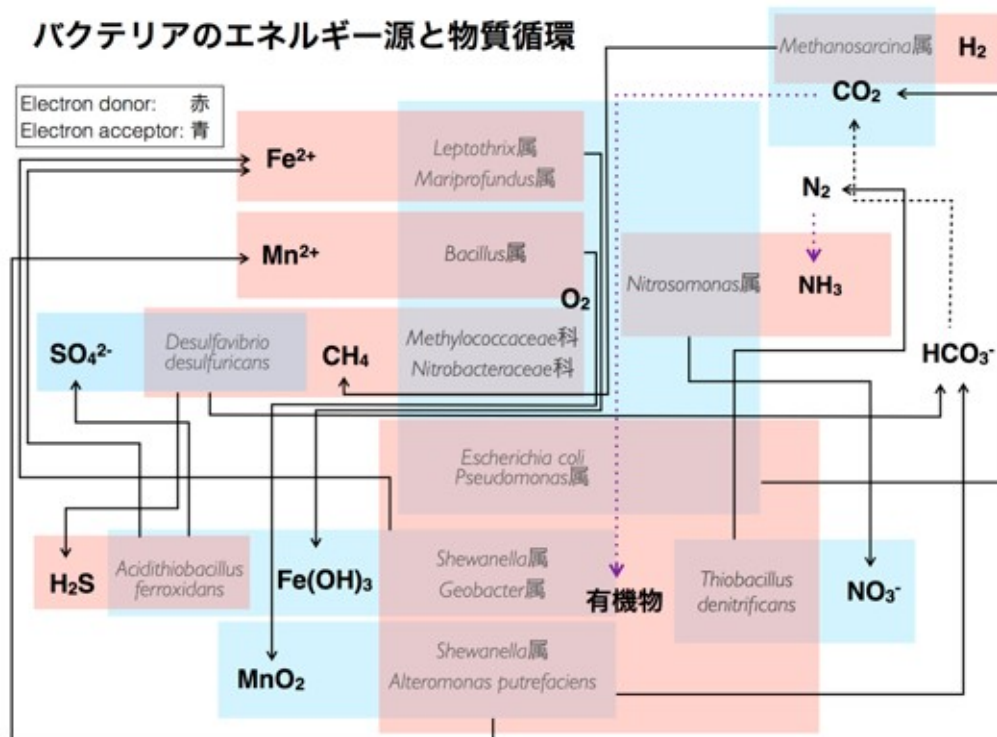 バクテリアのエネルギー源と物質循環
Electron donor: 赤
Electron acceptor: 青
Methanosarcina属
H₂
CO₂
Fe²⁺
Leptothrix属
Mariprofundus属
N₂
Mn²⁺
Bacillus属
O₂
Nitrosomonas属
NH₃
SO₄²⁻
Desulfavibrio
desulfuricans
CH₄
Methylococcaceae科
Nitrobacteraceae科
HCO₃⁻
Escherichia coli
Pseudomonas属
H₂S
Acidithiobacillus
ferroxidans
Fe(OH)₃
Shewanella属
Geobacter属
有機物
Thiobacillus
denitrificans
NO₃⁻
MnO₂
Shewanella属
Alteromonas putrefaciens